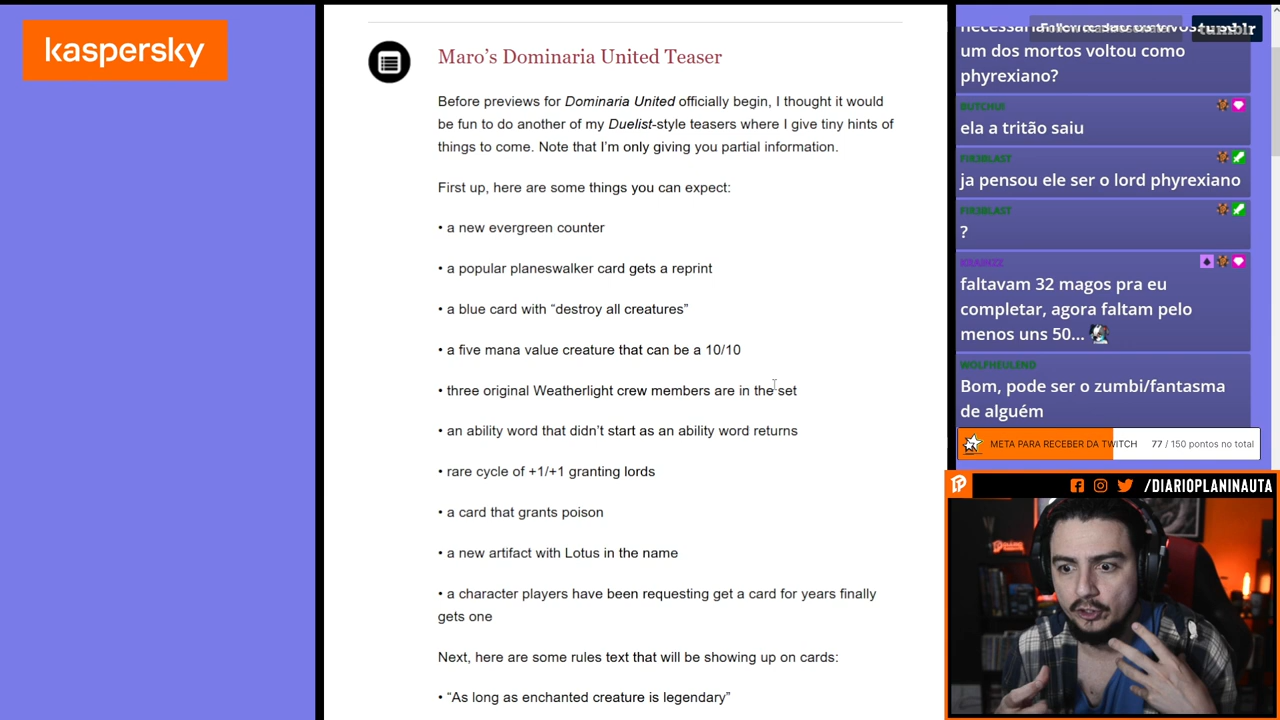 kaspersky
Maro’s Dominaria United Teaser
Before previews for Dominaria United officially begin, I thought it would
be fun to do another of my Duelist-style teasers where I give tiny hints of
things to come. Note that I’m only giving you partial information.
First up, here are some things you can expect:
• a new evergreen counter
• a popular planeswalker card gets a reprint
• a blue card with “destroy all creatures”
• a five mana value creature that can be a 10/10
• three original Weatherlight crew members are in the set
• an ability word that didn’t start as an ability word returns
• rare cycle of +1/+1 granting lords
• a card that grants poison
• a new artifact with Lotus in the name
• a character players have been requesting get a card for years finally
gets one
Next, here are some rules text that will be showing up on cards:
• “As long as enchanted creature is legendary”
tumblr
um dos mortos voltou como
phyrexiano?
BUTCHUI
ela a tritão saiu
FIR3BLAST
ja pensou ele ser o lord phyrexiano
FIR3BLAST
?
faltavam 32 magos pra eu
completar, agora faltam pelo
menos uns 50...
WOLFHEULEND
Bom, pode ser o zumbi/fantasma
de alguém
META PARA RECEBER DA TWITCH 77 / 150 pontos no total
/DIARIOPLANINAUTA